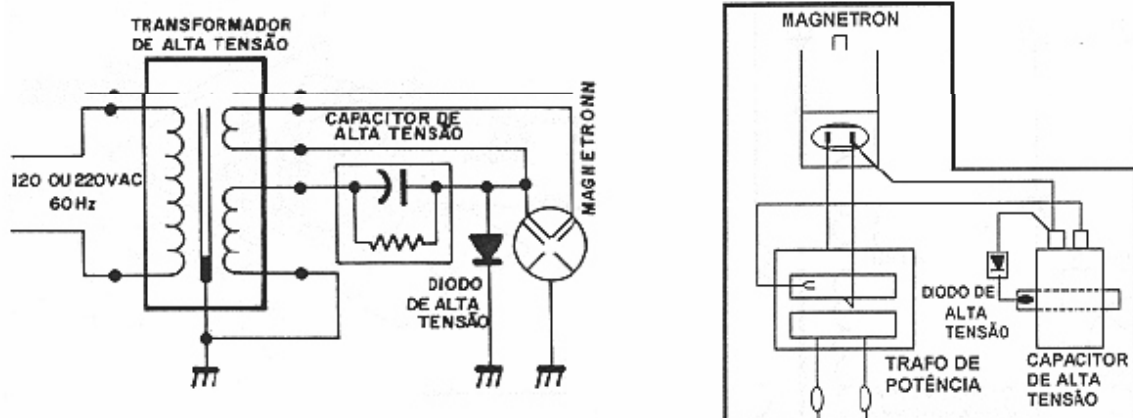 TRANSFORMADOR
DE ALTA TENSÃO
120 OU 220VAC
60Hz
CAPACITOR DE
ALTA TENSÃO
MAGNETRONN
DIODO
DE ALTA
TENSÃO
MAGNETRON
DIODO DE
ALTA
TENSÃO
TRAFO DE
POTÊNCIA
CAPACITOR
DE ALTA
TENSÃO